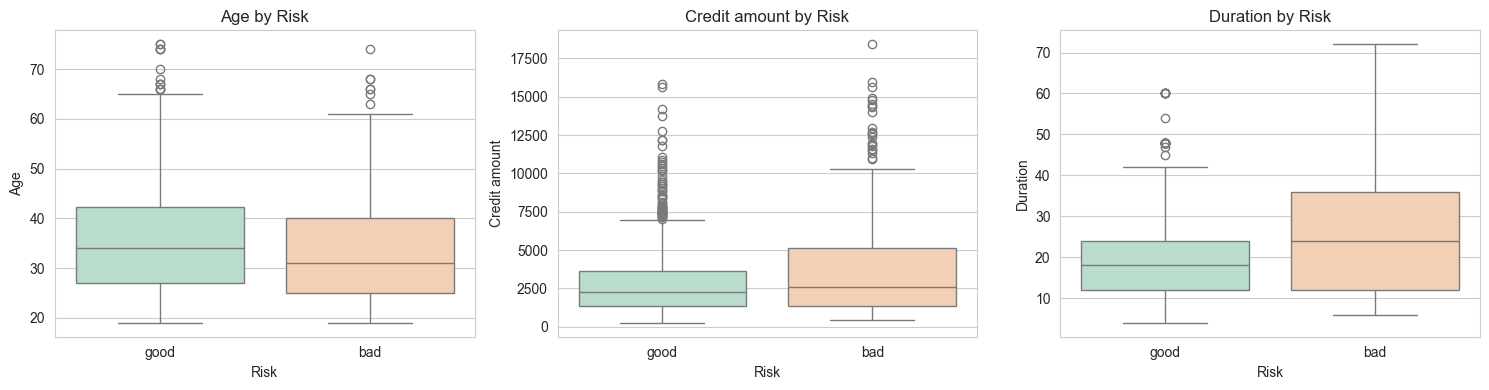 Age by Risk
Age
70
60
50
40
30
20
good
bad
Risk
Credit amount by Risk
Credit amount
17500
15000
12500
10000
7500
5000
2500
0
good
bad
Risk
Duration by Risk
Duration
70
60
50
40
30
20
10
good
bad
Risk